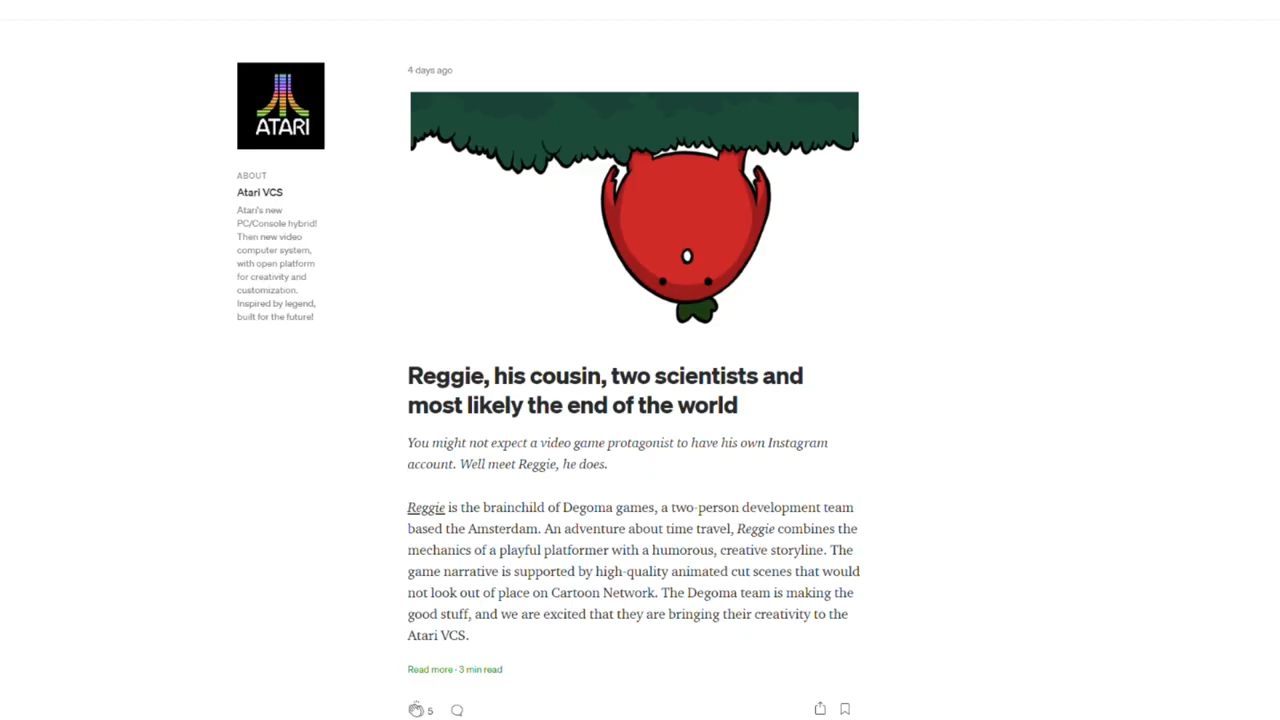 ATARI
ABOUT
Atari VCS
Atari's new
PC/Console hybrid!
Then new video
computer system,
with open platform
for creativity and
customization.
Inspired by legend,
built for the future!
4 days ago
Reggie, his cousin, two scientists and
most likely the end of the world
You might not expect a video game protagonist to have his own Instagram
account. Well meet Reggie, he does.
Reggie is the brainchild of Degoma games, a two-person development team
based the Amsterdam. An adventure about time travel, Reggie combines the
mechanics of a playful platformer with a humorous, creative storyline. The
game narrative is supported by high-quality animated cut scenes that would
not look out of place on Cartoon Network. The Degoma team is making the
good stuff, and we are excited that they are bringing their creativity to the
Atari VCS.
Read more · 3 min read
5